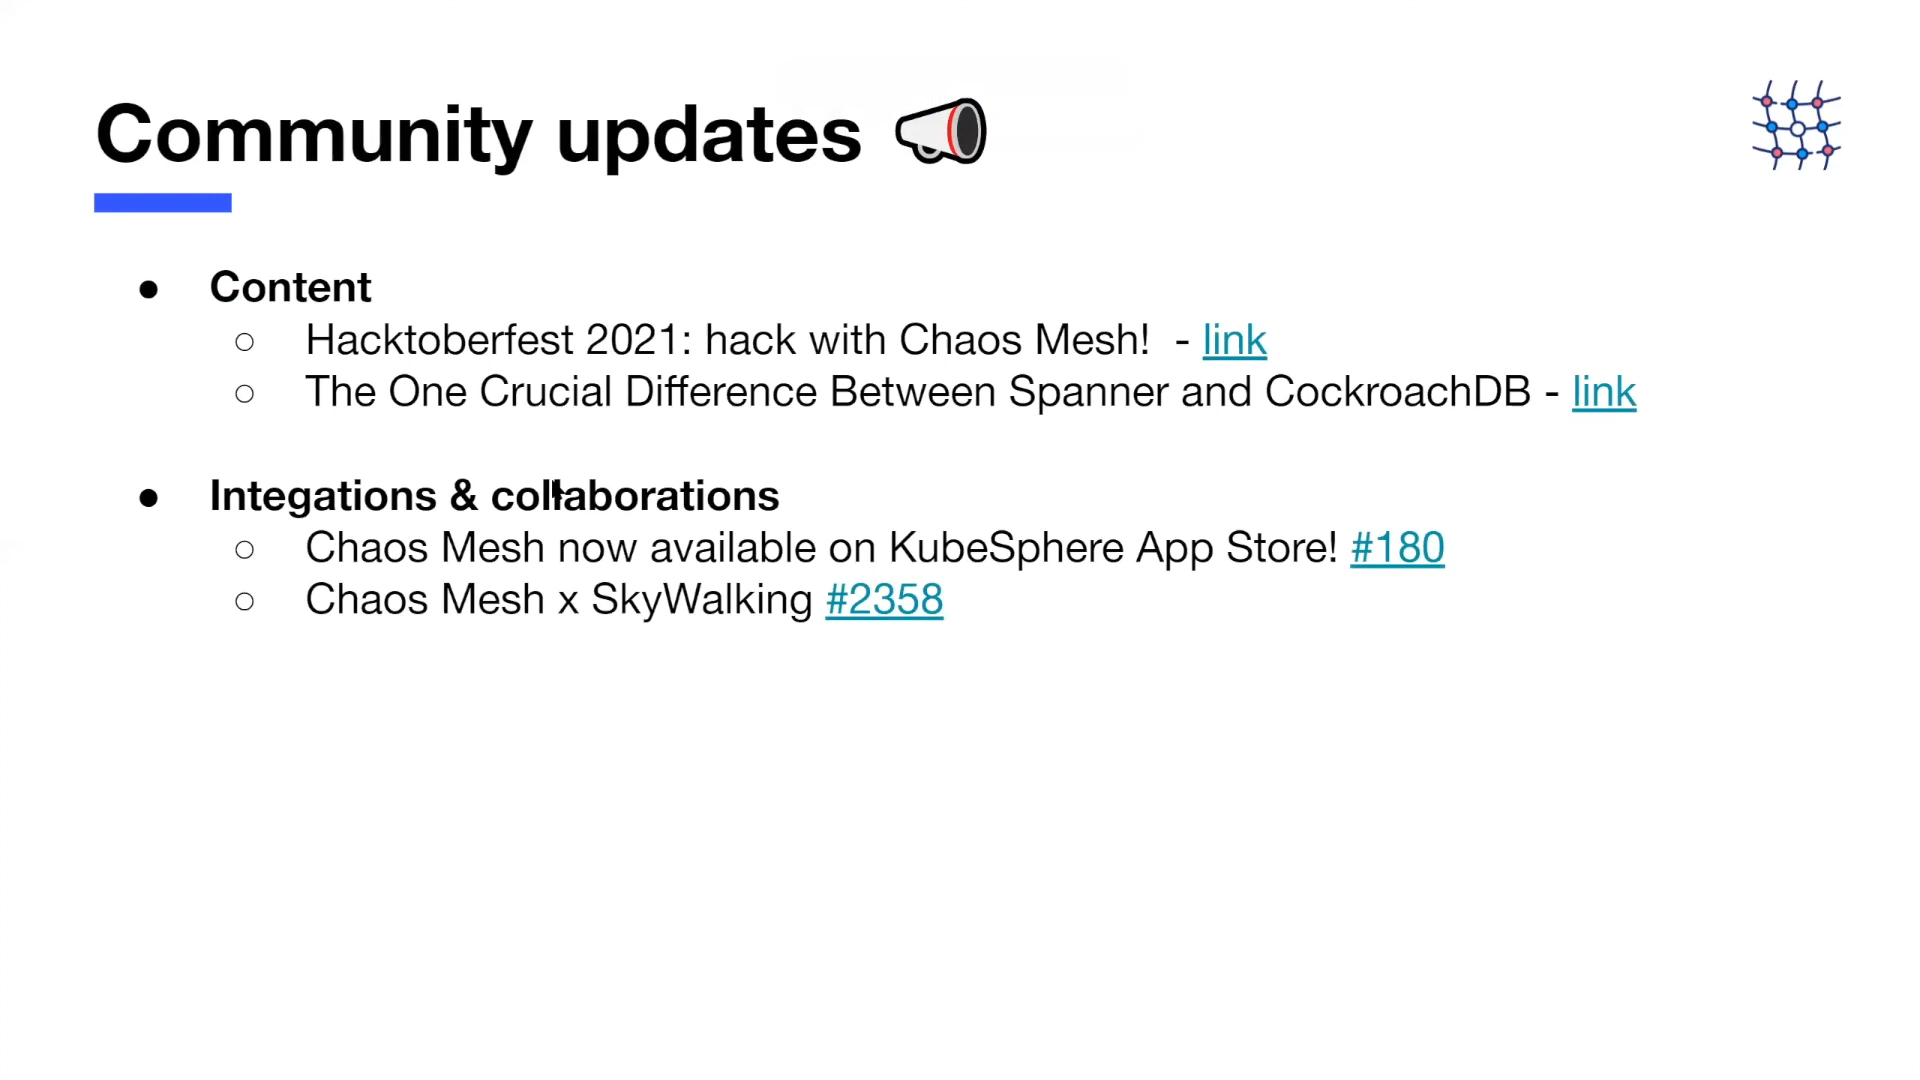 Community updates
● Content
○ Hacktoberfest 2021: hack with Chaos Mesh! - link
○ The One Crucial Difference Between Spanner and CockroachDB - link
● Integations & collaborations
○ Chaos Mesh now available on KubeSphere App Store! #180
○ Chaos Mesh x SkyWalking #2358